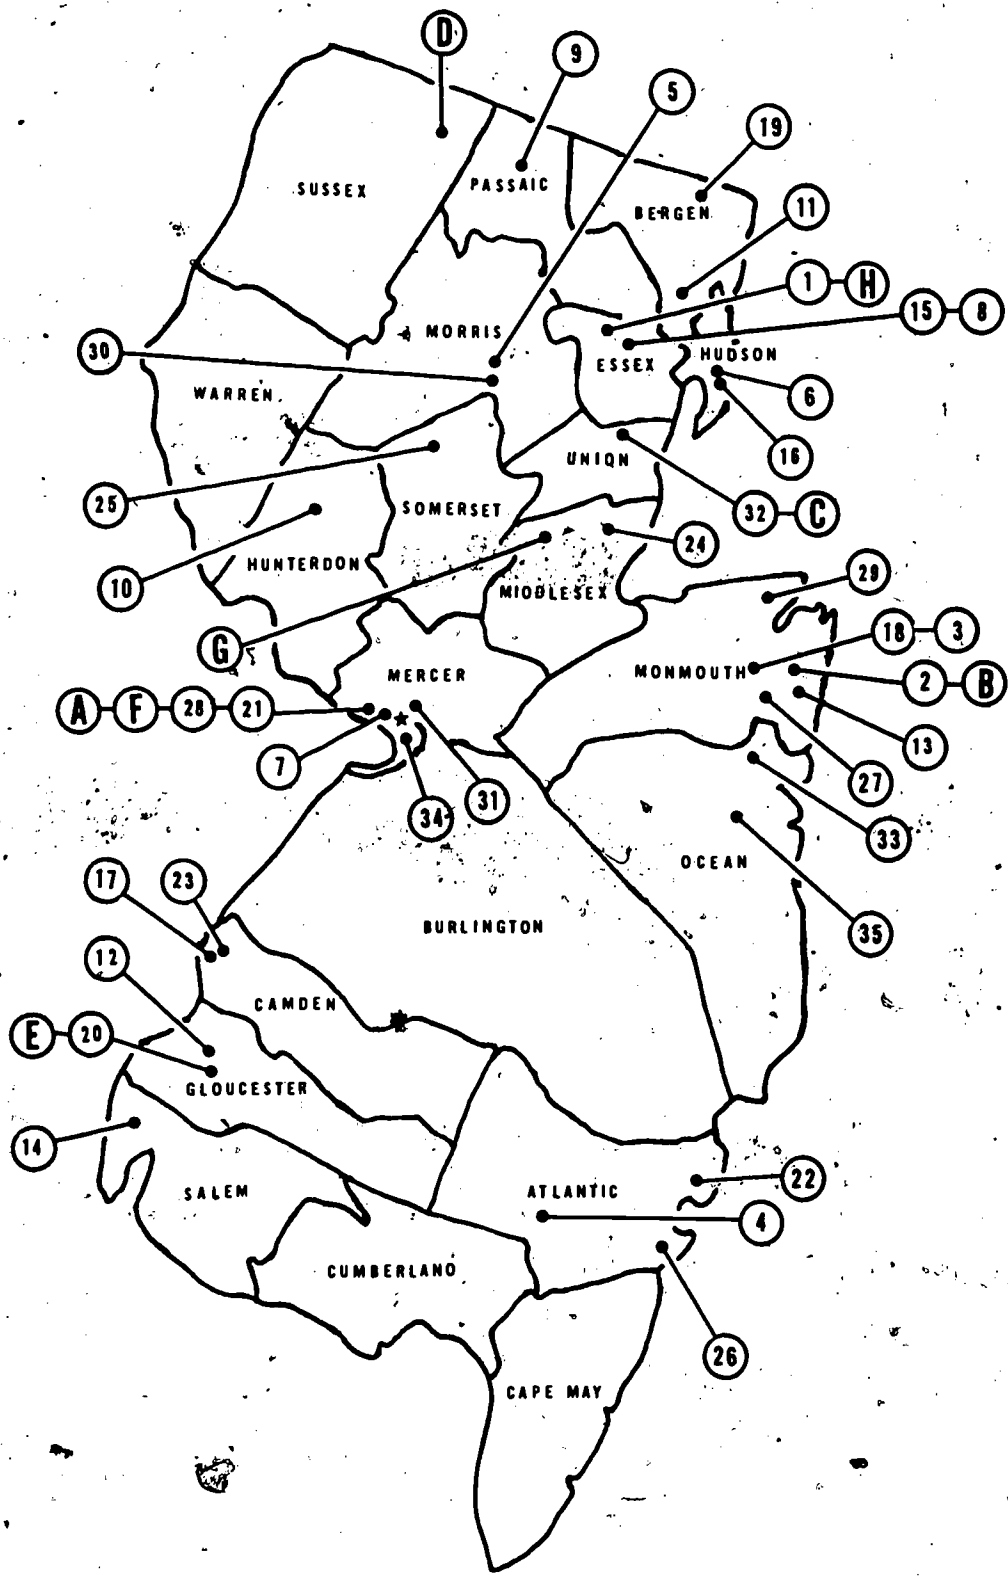 D
9
5
19
SUSSEX
PASSAIC
BERGEN
11
1 H
15 8
MORRIS
30
ESSEX
HUDSON
WARREN
6
16
UNION
25
SOMERSET
32 C
24
10
HUNTERDON
MIDDLESEX
29
G
18 3
MERCER
MONMOUTH
2 B
A F 28 21
7
13
31
27
34
33
OCEAN
17
23
BURLINGTON
35
12
CAMDEN
E 20
GLOUCESTER
14
SALEM
ATLANTIC
22
4
CUMBERLAND
26
CAPE MAY